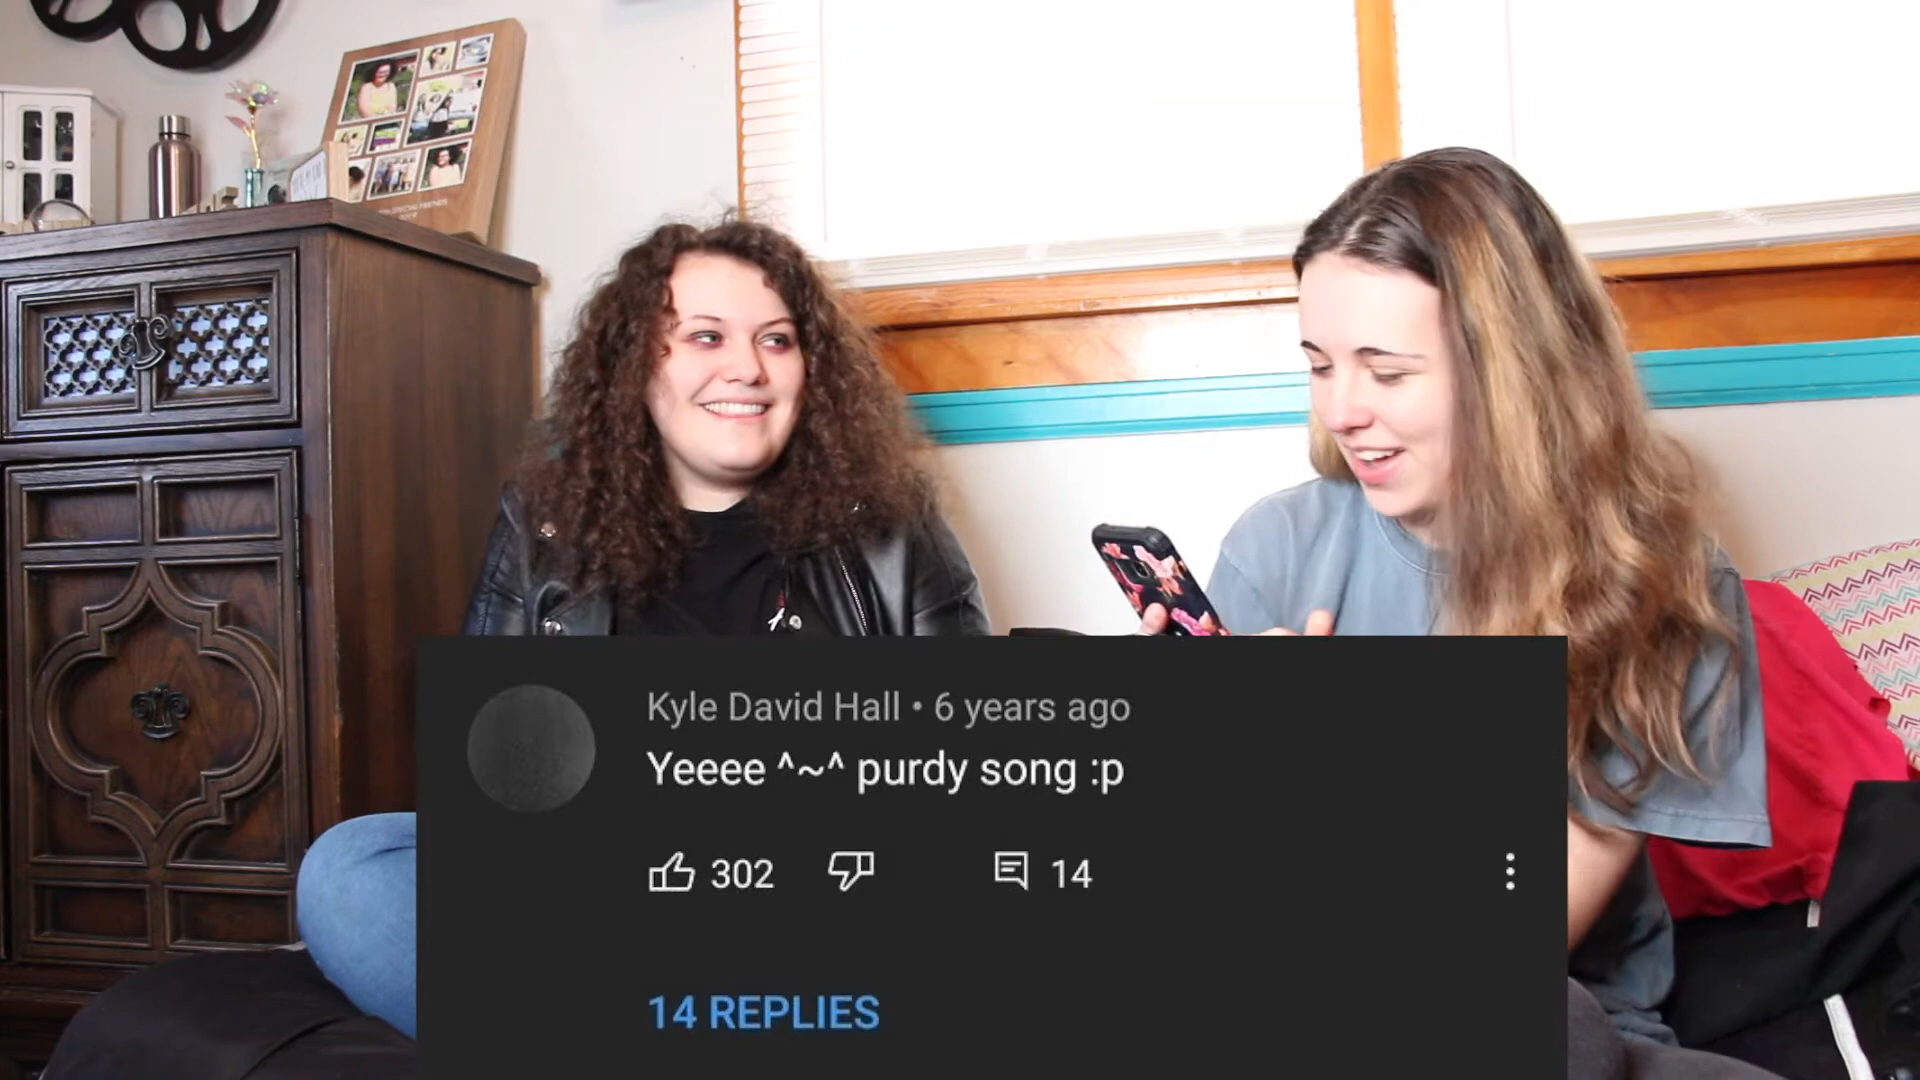 Kyle David Hall • 6 years ago
Yeeee ^~^ purdy song :p
302
14
14 REPLIES